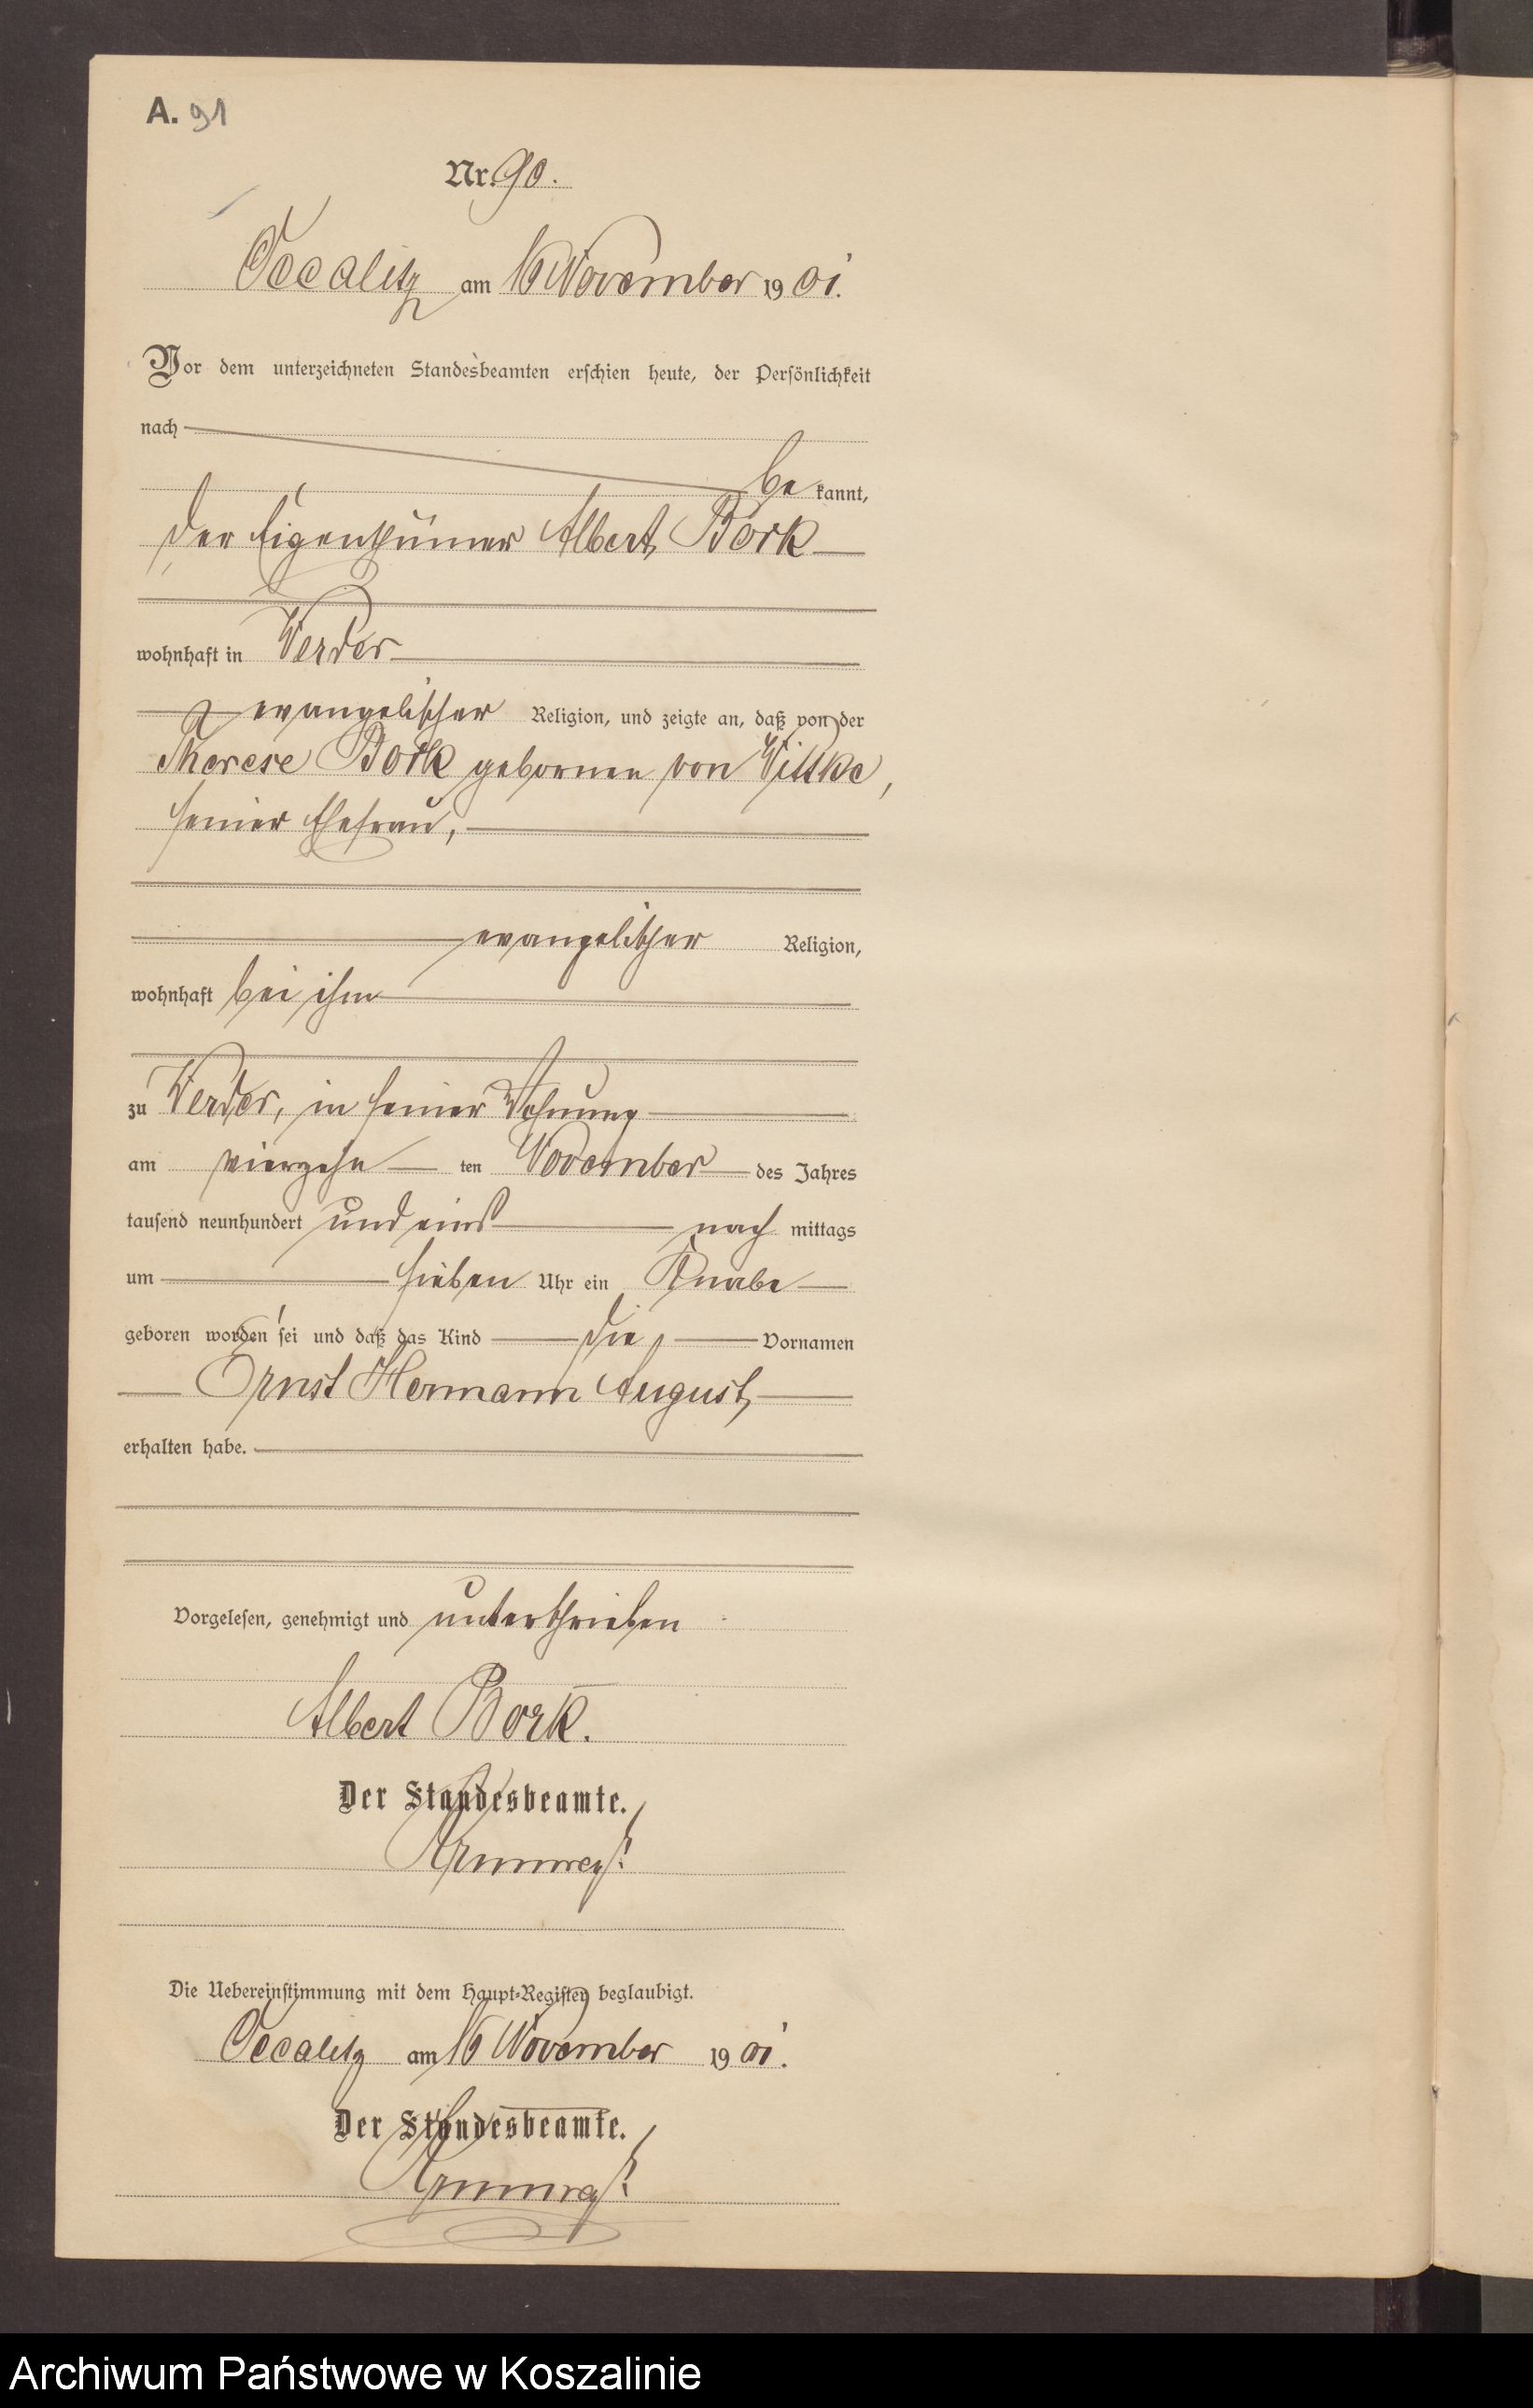 A. 91
Nr. 90.
Occalitz am 16 November 1901.
Vor dem unterzeichneten Standesbeamten erschien heute, der Persönlichkeit
nach
be kannt,
der Eigenthümer Albert Bork
wohnhaft in Werder
evangelischer Religion, und zeigte an, daß von der
Therese Bork geborenen von Wittke,
seiner Ehefrau,
evangelischer Religion,
wohnhaft bei ihm
zu Werder, in seiner Wohnung
am vierzehn ten November des Jahres
tausend neunhundert und eins nach mittags
um sieben Uhr ein Knabe
geboren worden sei und daß das Kind die Vornamen
Ernst Hermann August
erhalten habe.
Vorgelesen, genehmigt und unterschrieben
Albert Bork.
Der Standesbeamte.
Die Uebereinstimmung mit dem Haupt-Register beglaubigt.
Occalitz am 16 November 1901.
Der Standesbeamte.
Archiwum Państwowe w Koszalinie